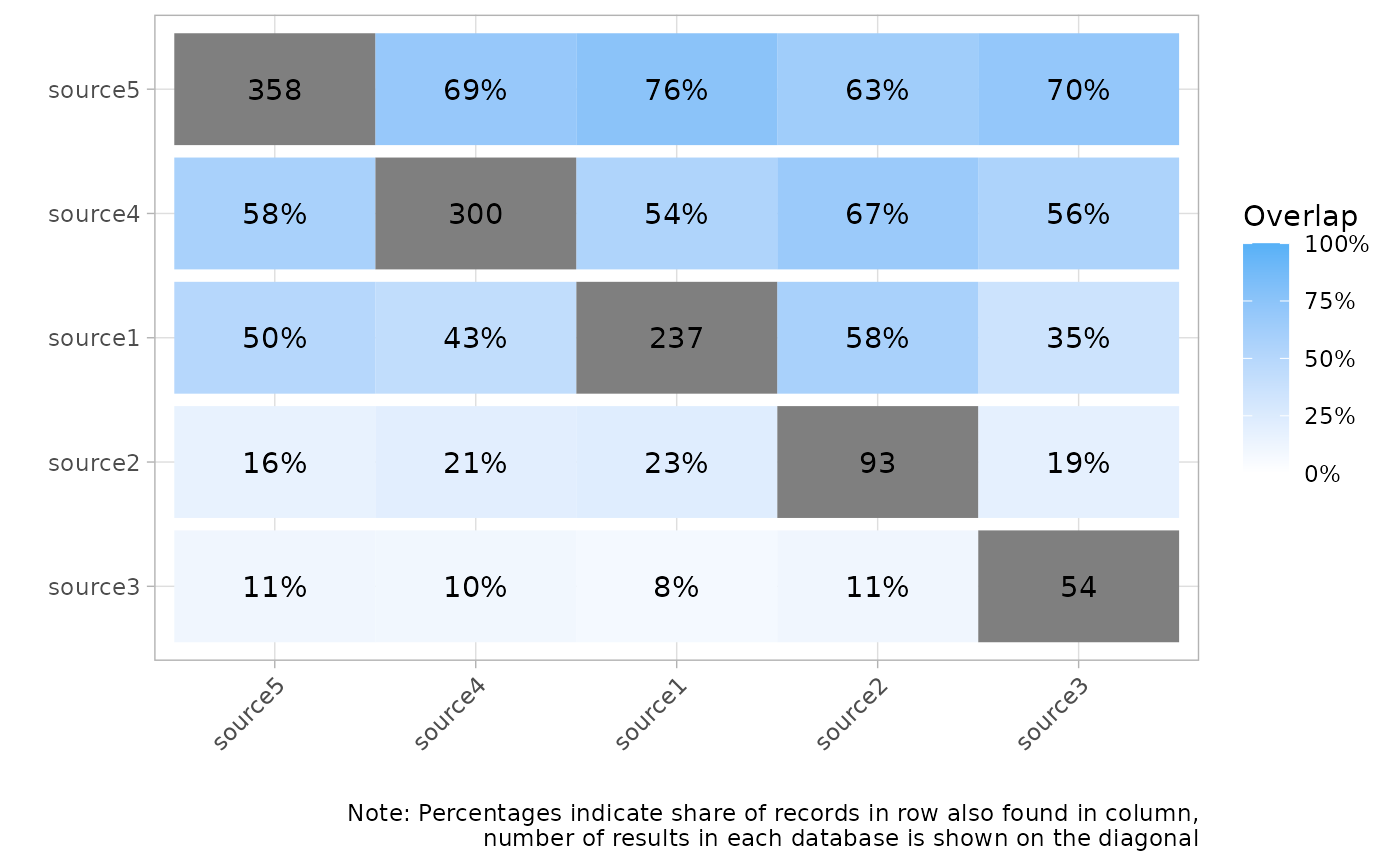 source5 358 69% 76% 63% 70%
source4 58% 300 54% 67% 56%
source1 50% 43% 237 58% 35%
source2 16% 21% 23% 93 19%
source3 11% 10% 8% 11% 54
source5 source4 source1 source2 source3
Overlap
100%
75%
50%
25%
0%
Note: Percentages indicate share of records in row also found in column,
number of results in each database is shown on the diagonal